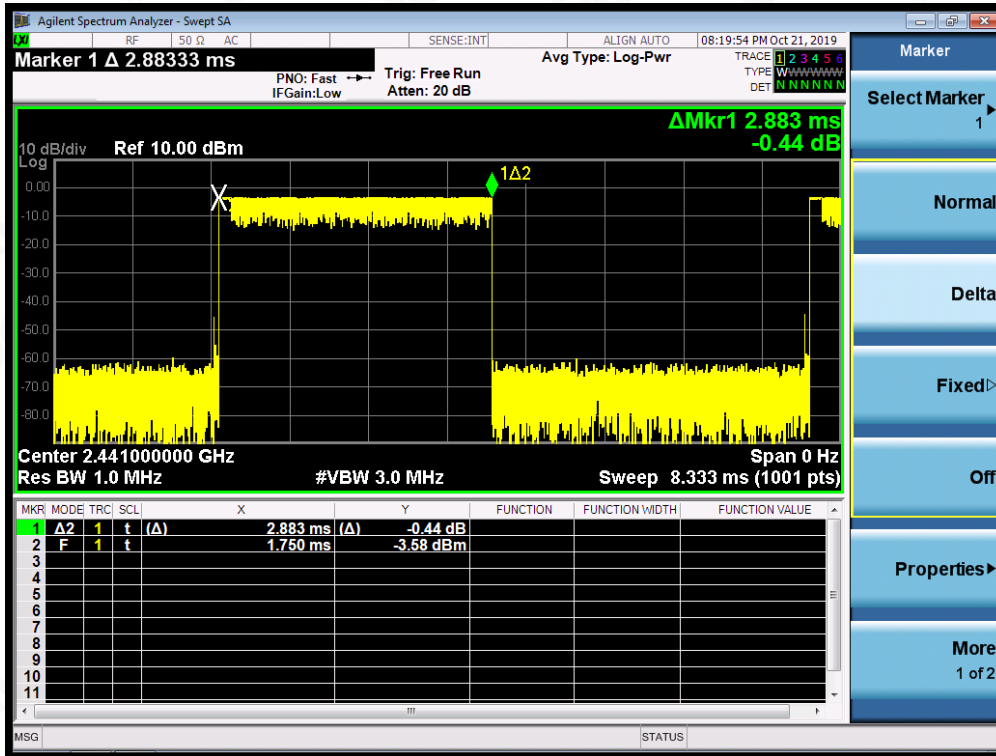 Agilent Spectrum Analyzer - Swept SA
LXI RF 50 Ω AC SENSE:INT ALIGN AUTO 08:19:54 PM Oct 21, 2019
Marker 1 Δ 2.88333 ms
PNO: Fast
IFGain:Low
Trig: Free Run
Atten: 20 dB
Avg Type: Log-Pwr
TRACE 1 2 3 4 5 6
TYPE WWWWWWW
DET N N N N N N
ΔMkr1 2.883 ms
-0.44 dB
10 dB/div Ref 10.00 dBm
Log
0.00
-10.0
-20.0
-30.0
-40.0
-50.0
-60.0
-70.0
-80.0
X
1Δ2
Center 2.441000000 GHz Span 0 Hz
Res BW 1.0 MHz #VBW 3.0 MHz Sweep 8.333 ms (1001 pts)
MKR MODE TRC SCL X Y FUNCTION FUNCTION WIDTH FUNCTION VALUE
1 Δ2 1 t (Δ) 2.883 ms (Δ) -0.44 dB
2 F 1 t 1.750 ms -3.58 dBm
3
4
5
6
7
8
9
10
11
MSG STATUS
Marker
Select Marker
1
Normal
Delta
Fixed
Off
Properties
More
1 of 2